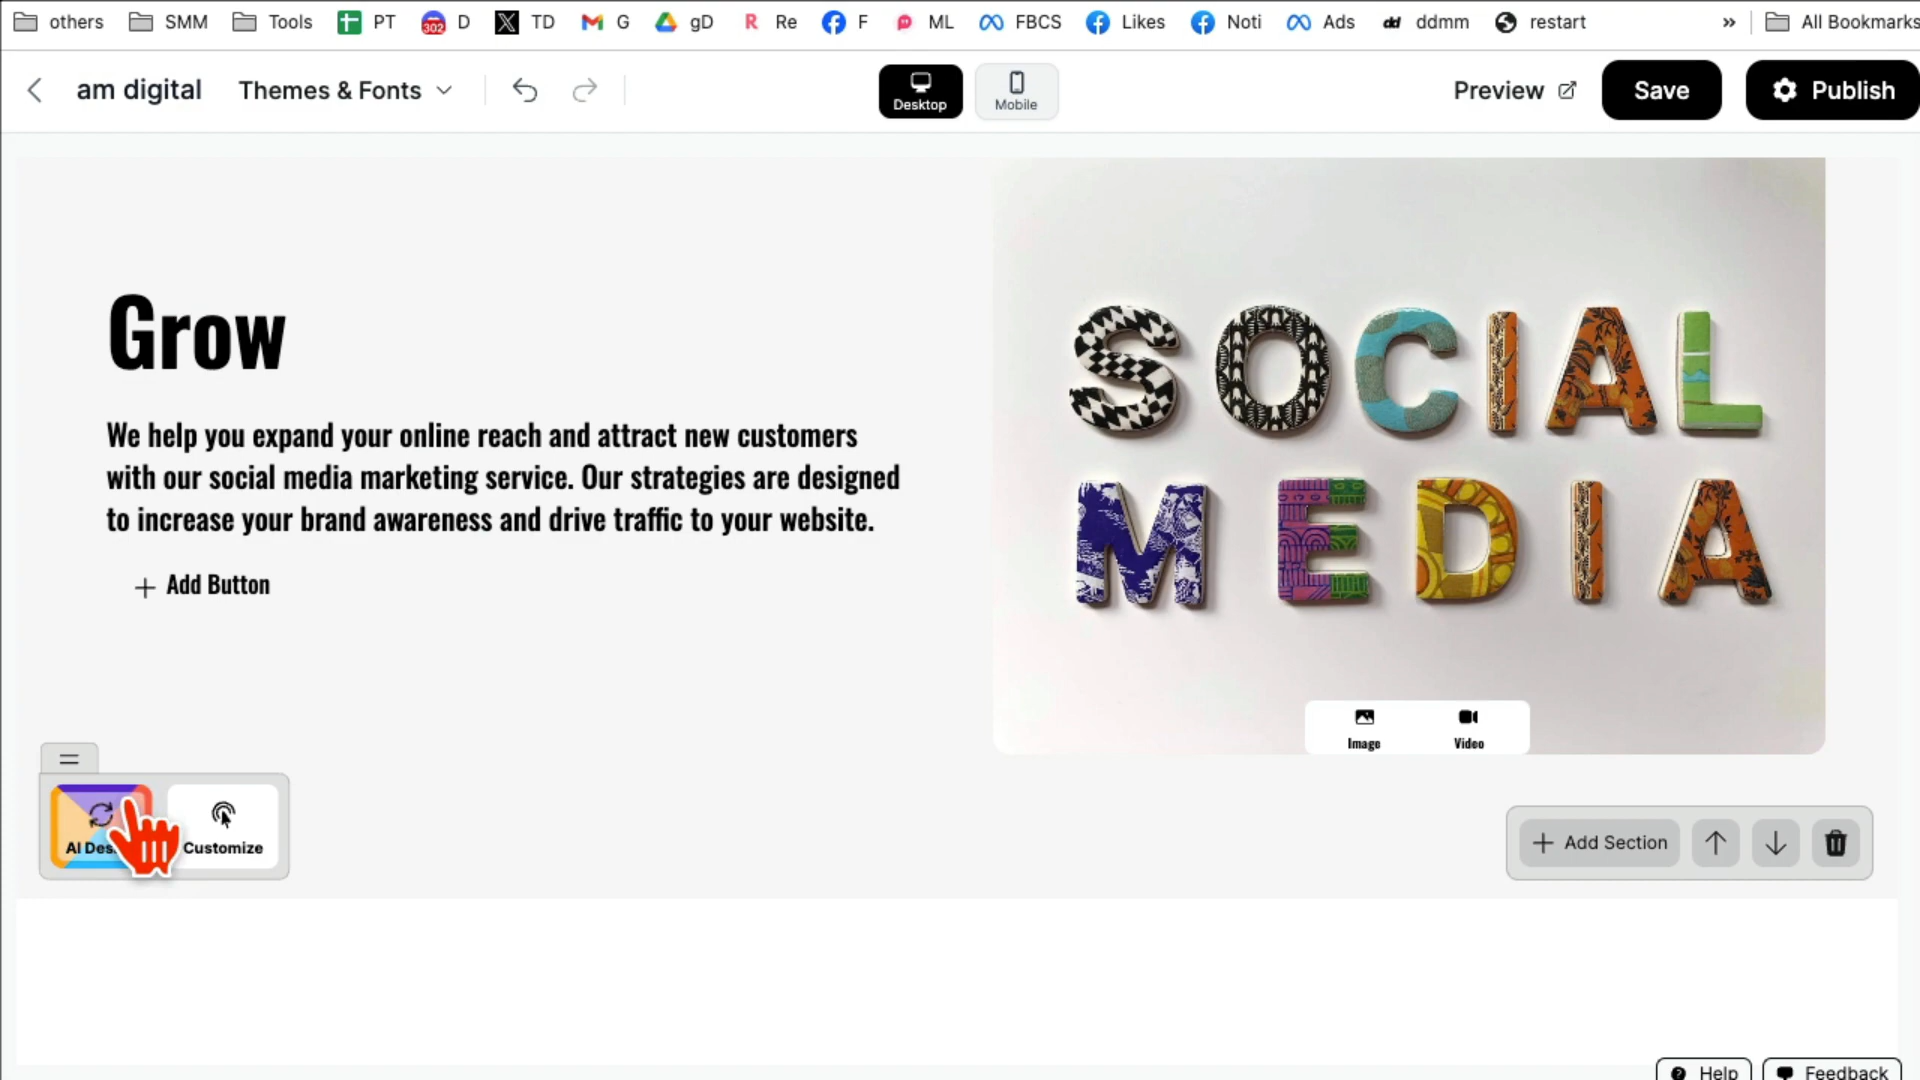 others SMM Tools PT D TD G gD Re F ML FBCS Likes Noti Ads ddmm restart » All Bookmarks
302
am digital Themes & Fonts Desktop Mobile Preview Save Publish
SOCIAL
MEDIA
Grow
We help you expand your online reach and attract new customers
with our social media marketing service. Our strategies are designed
to increase your brand awareness and drive traffic to your website.
+ Add Button
Image Video
AI Des Customize
+ Add Section
Help Feedback